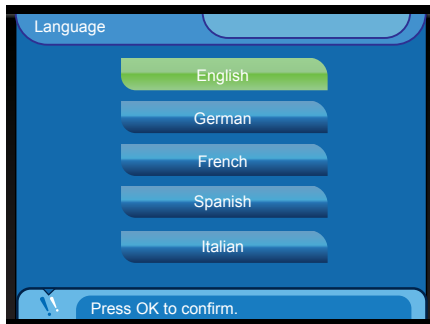 Language
English
German
French
Spanish
Italian
Press OK to confirm.